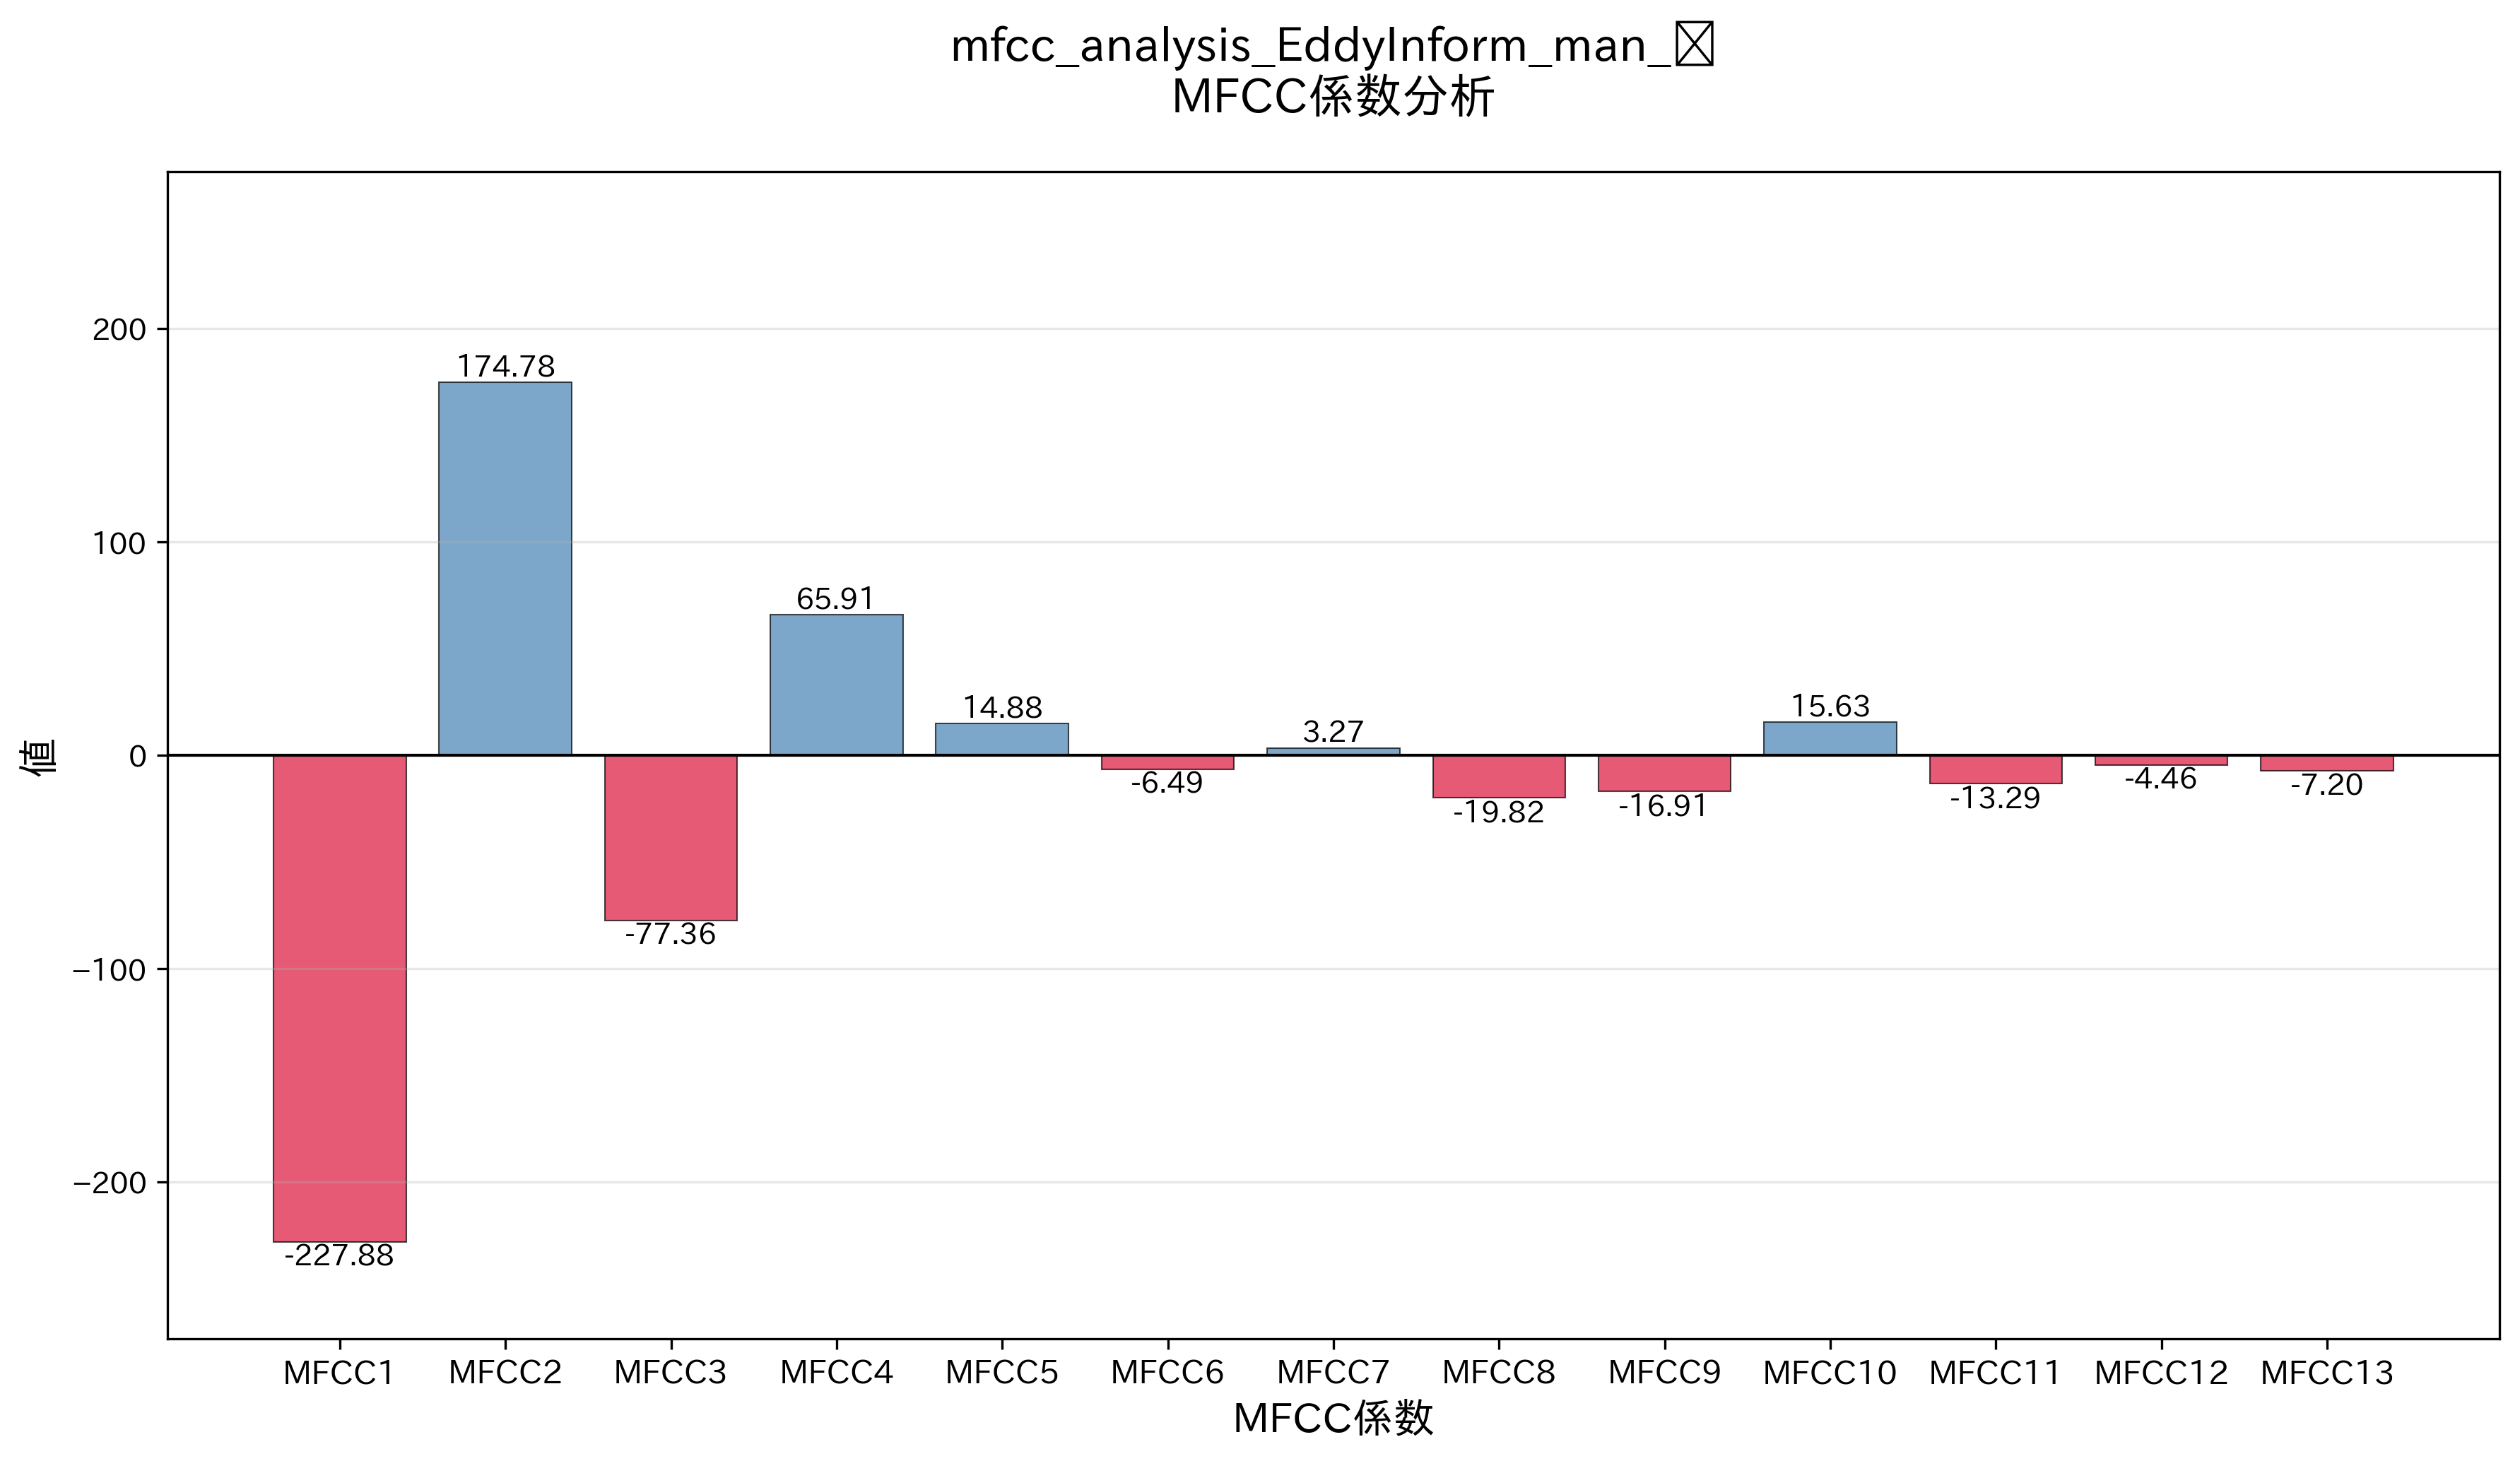 mfcc_analysis_EddyInform_man_
MFCC係数分析
値
200
100
0
−100
−200
-227.88
174.78
-77.36
65.91
14.88
-6.49
3.27
-19.82
-16.91
15.63
-13.29
-4.46
-7.20
MFCC1
MFCC2
MFCC3
MFCC4
MFCC5
MFCC6
MFCC7
MFCC8
MFCC9
MFCC10
MFCC11
MFCC12
MFCC13
MFCC係数